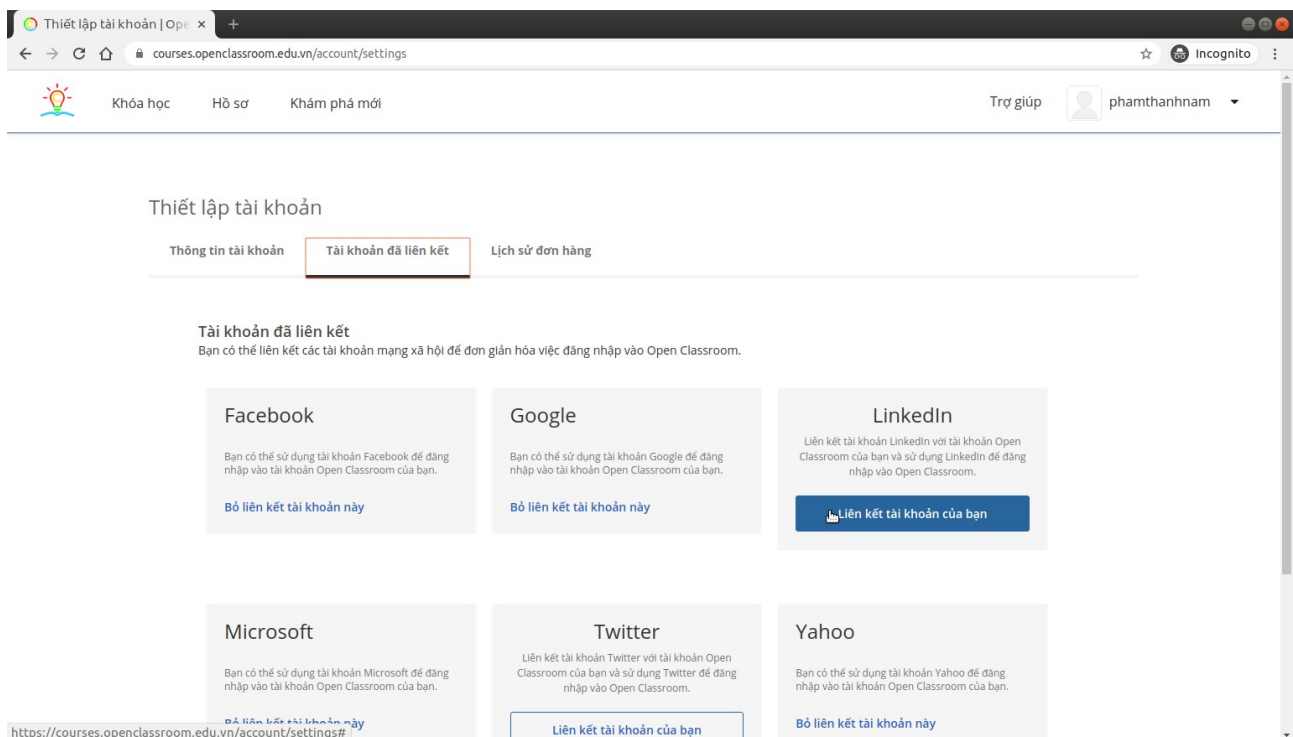 Thiết lập tài khoản | Ope
courses.openclassroom.edu.vn/account/settings
Incognito
Khóa học Hồ sơ Khám phá mới Trợ giúp phamthanhnam
Thiết lập tài khoản
Thông tin tài khoản Tài khoản đã liên kết Lịch sử đơn hàng
Tài khoản đã liên kết
Bạn có thể liên kết các tài khoản mạng xã hội để đơn giản hóa việc đăng nhập vào Open Classroom.
Facebook
Bạn có thể sử dụng tài khoản Facebook để đăng
nhập vào tài khoản Open Classroom của bạn.
Bỏ liên kết tài khoản này
Google
Bạn có thể sử dụng tài khoản Google để đăng
nhập vào tài khoản Open Classroom của bạn.
Bỏ liên kết tài khoản này
LinkedIn
Liên kết tài khoản LinkedIn với tài khoản Open
Classroom của bạn và sử dụng LinkedIn để đăng
nhập vào Open Classroom.
Liên kết tài khoản của bạn
Microsoft
Bạn có thể sử dụng tài khoản Microsoft để đăng
nhập vào tài khoản Open Classroom của bạn.
Bỏ liên kết tài khoản này
Twitter
Liên kết tài khoản Twitter với tài khoản Open
Classroom của bạn và sử dụng Twitter để đăng
nhập vào Open Classroom.
Liên kết tài khoản của bạn
Yahoo
Bạn có thể sử dụng tài khoản Yahoo để đăng
nhập vào tài khoản Open Classroom của bạn.
Bỏ liên kết tài khoản này
https://courses.openclassroom.edu.vn/account/settings#